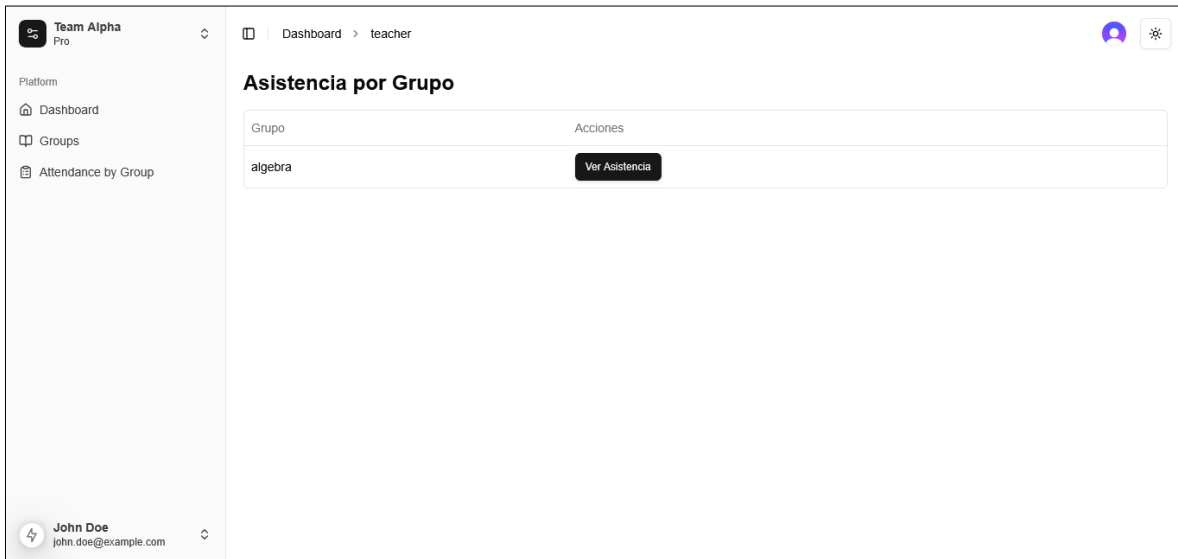 Team Alpha
Pro
Platform
Dashboard
Groups
Attendance by Group
John Doe
john.doe@example.com
Dashboard > teacher
Asistencia por Grupo
Grupo Acciones
algebra Ver Asistencia